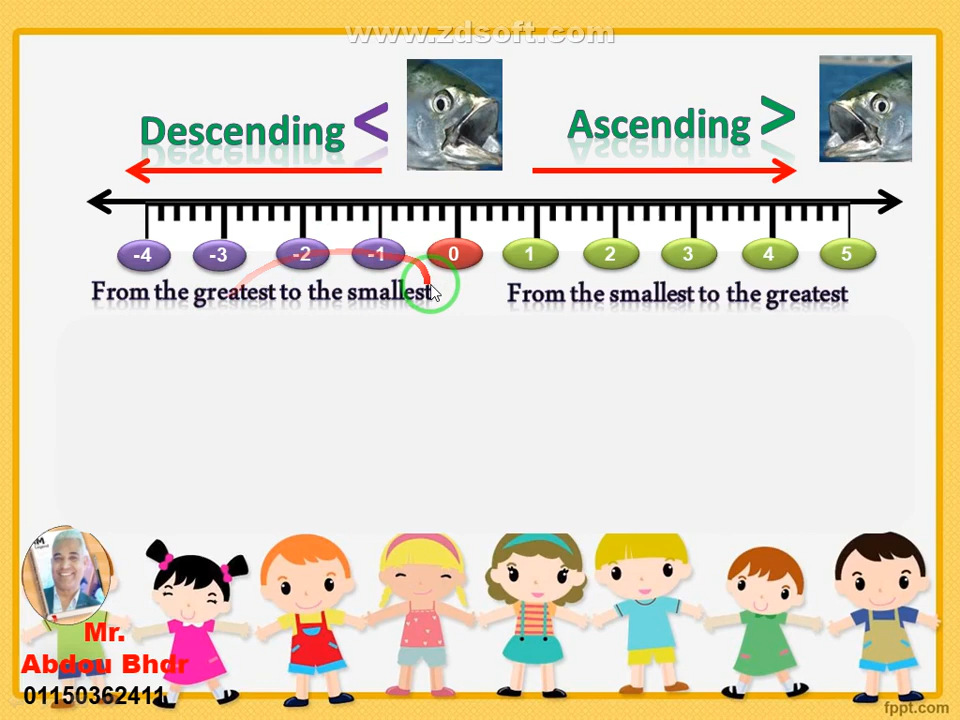 www.zdsoft.com
Descending <
Ascending >
-4 -3 -2 -1 0 1 2 3 4 5
From the greatest to the smallest
From the smallest to the greatest
Mr.
Abdou Bhdr
01150362411
fppt.com